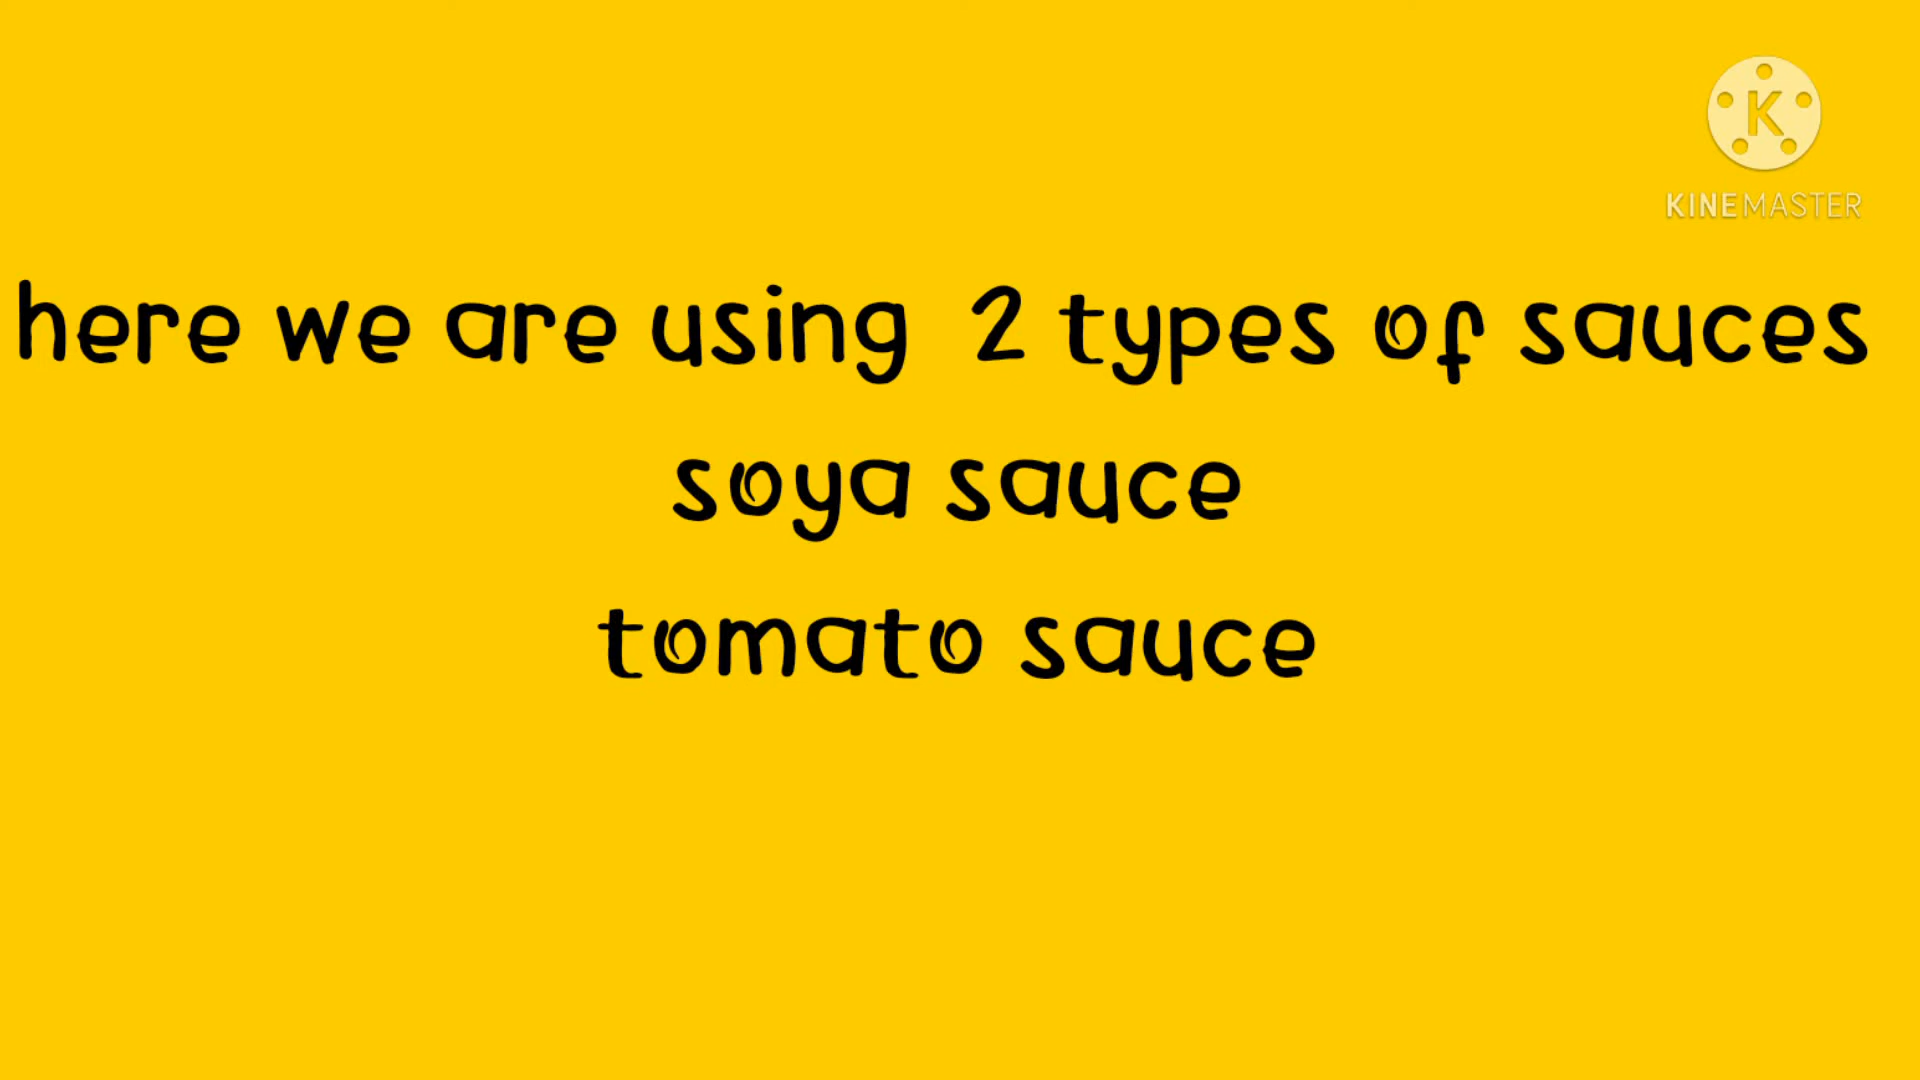 K
KINEMASTER
here we are using  2 types of sauces
soya sauce
tomato sauce